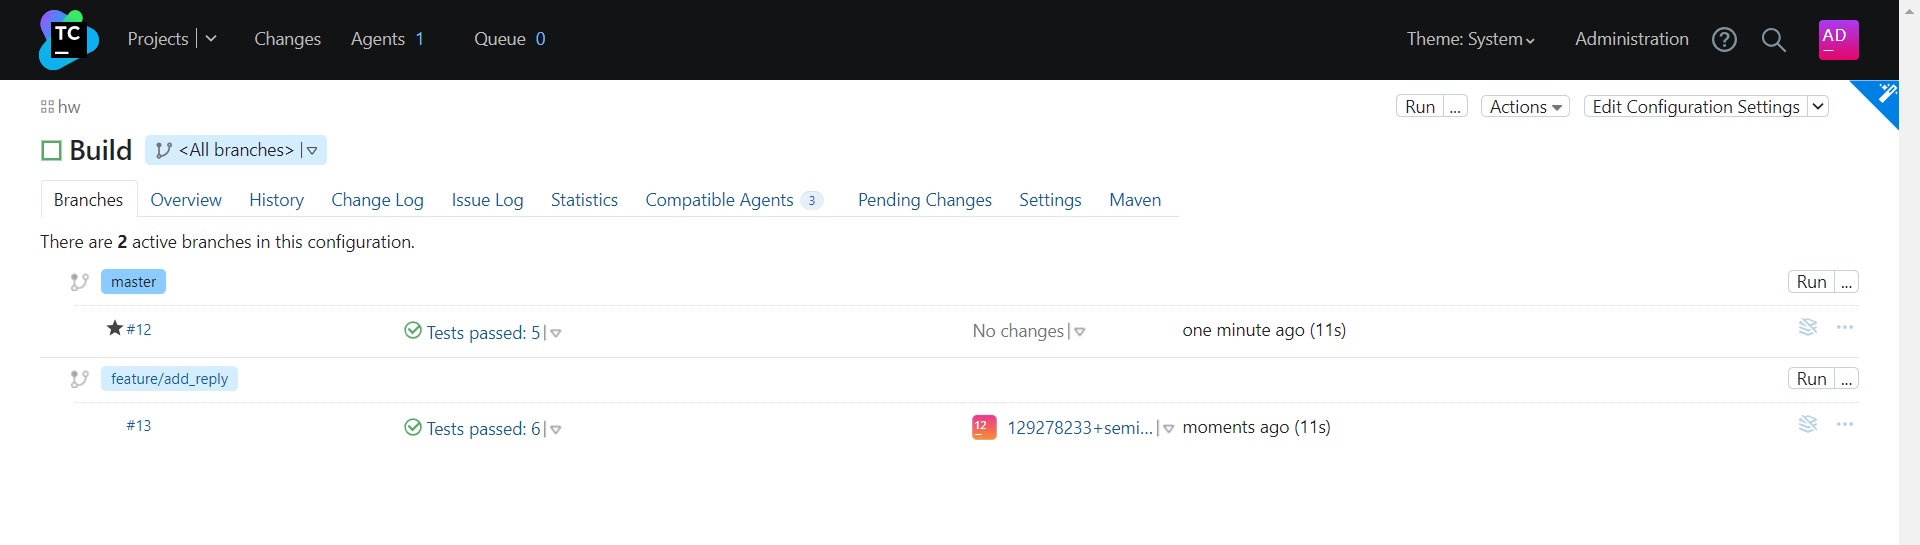 TC Projects Changes Agents 1 Queue 0 Theme: System Administration AD
hw Run ... Actions Edit Configuration Settings
Build <All branches>
Branches Overview History Change Log Issue Log Statistics Compatible Agents 3 Pending Changes Settings Maven
There are 2 active branches in this configuration.
master Run ...
#12 Tests passed: 5 No changes one minute ago (11s)
feature/add_reply Run ...
#13 Tests passed: 6 12 129278233+semi... moments ago (11s)